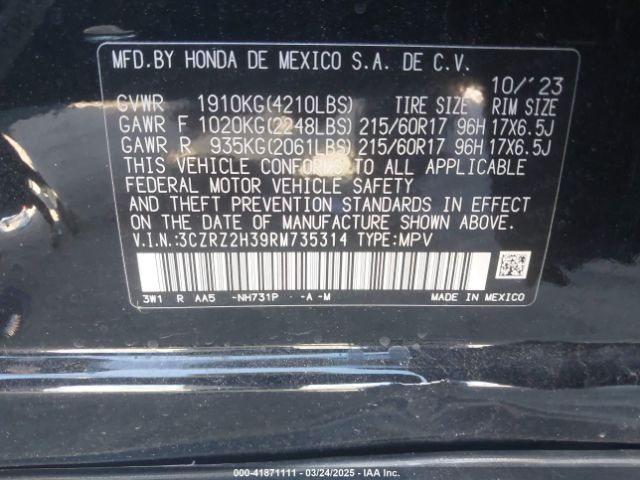 MFD. BY HONDA DE MEXICO S.A. DE C.V.
10/'23
GVWR 1910KG(4210LBS) TIRE SIZE RIM SIZE
GAWR F 1020KG(2248LBS) 215/60R17 96H 17X6.5J
GAWR R 935KG(2061LBS) 215/60R17 96H 17X6.5J
THIS VEHICLE CONFORMS TO ALL APPLICABLE
FEDERAL MOTOR VEHICLE SAFETY
AND THEFT PREVENTION STANDARDS IN EFFECT
ON THE DATE OF MANUFACTURE SHOWN ABOVE.
V.I.N.:3CZRZ2H39RM735314 TYPE:MPV
3W1 R AA5 -NH731P -A-M MADE IN MEXICO
000-41871111 — 03/24/2025 — IAA Inc.